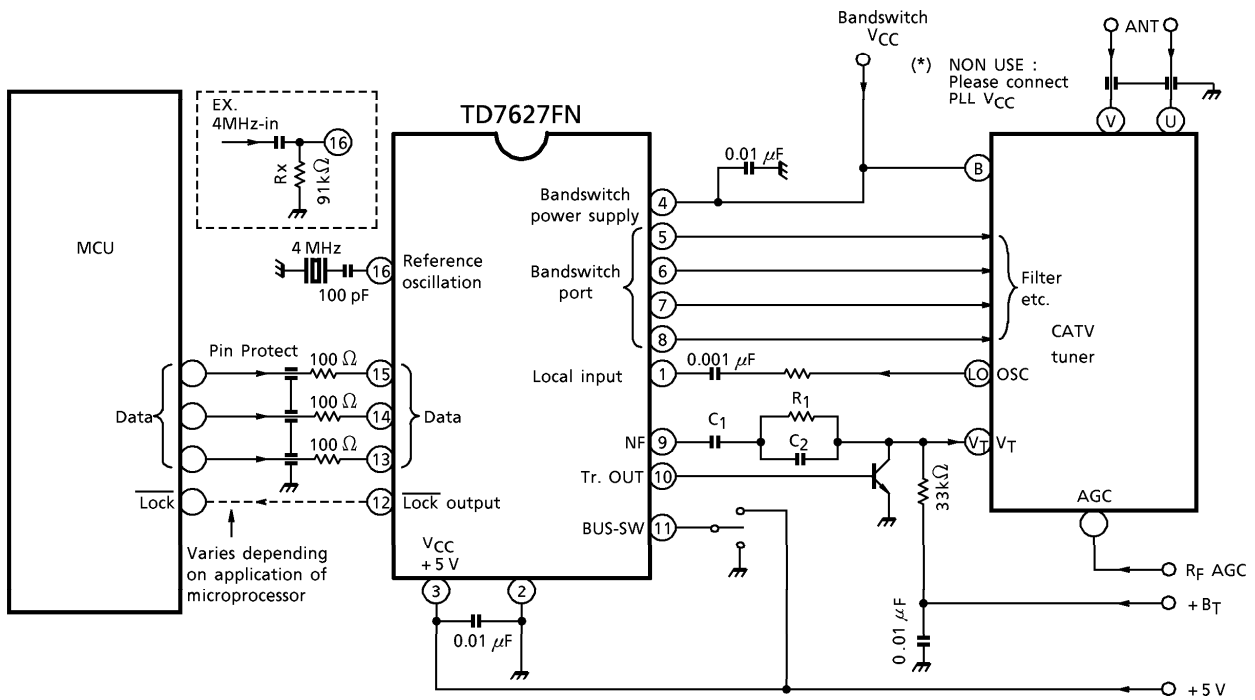 Bandswitch
VCC
ANT
(*) NON USE :
Please connect
PLL VCC
V
U
EX.
4MHz-in
16
Rx
91kΩ
TD7627FN
0.01 μF
B
Bandswitch
power supply
4
5
MCU
4 MHz
100 pF
16
Reference
oscillation
Bandswitch
port
6
7
8
Filter
etc.
CATV
tuner
Pin Protect
100 Ω
15
Local input
1
0.001 μF
LO
OSC
Data
100 Ω
14
Data
R1
C1
C2
100 Ω
13
NF
9
VT
VT
Lock
12
Lock output
Tr. OUT
10
33kΩ
AGC
BUS-SW
11
Varies depending
on application of
microprocessor
VCC
+5 V
3
2
0.01 μF
RF AGC
+BT
0.01 μF
+5 V